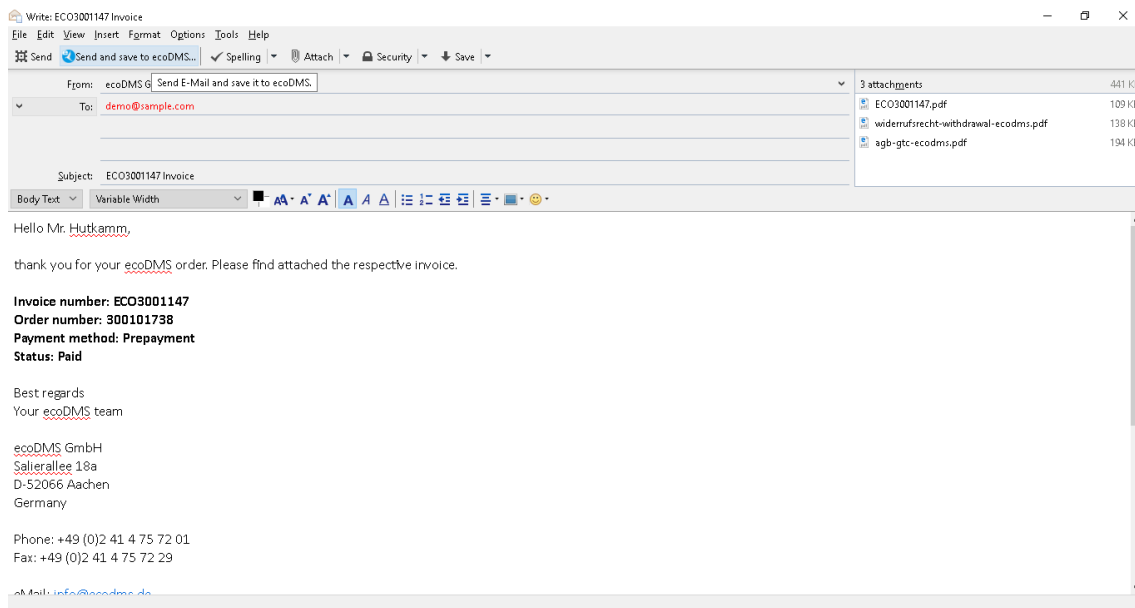 Write: ECO3001147 Invoice
File Edit View Insert Format Options Tools Help
Send Send and save to ecoDMS... Spelling Attach Security Save
From: ecoDMS G
Send E-Mail and save it to ecoDMS.
3 attachments 441
To: demo@sample.com
ECO3001147.pdf 109
widerrufsrecht-withdrawal-ecodms.pdf 138
agb-gtc-ecodms.pdf 194
Subject: ECO3001147 Invoice
Body Text Variable Width
Hello Mr. Hutkamm,
thank you for your ecoDMS order. Please find attached the respective invoice.
Invoice number: ECO3001147
Order number: 300101738
Payment method: Prepayment
Status: Paid
Best regards
Your ecoDMS team
ecoDMS GmbH
Salierallee 18a
D-52066 Aachen
Germany
Phone: +49 (0)2 41 4 75 72 01
Fax: +49 (0)2 41 4 75 72 29
eMail: info@ecodms.de